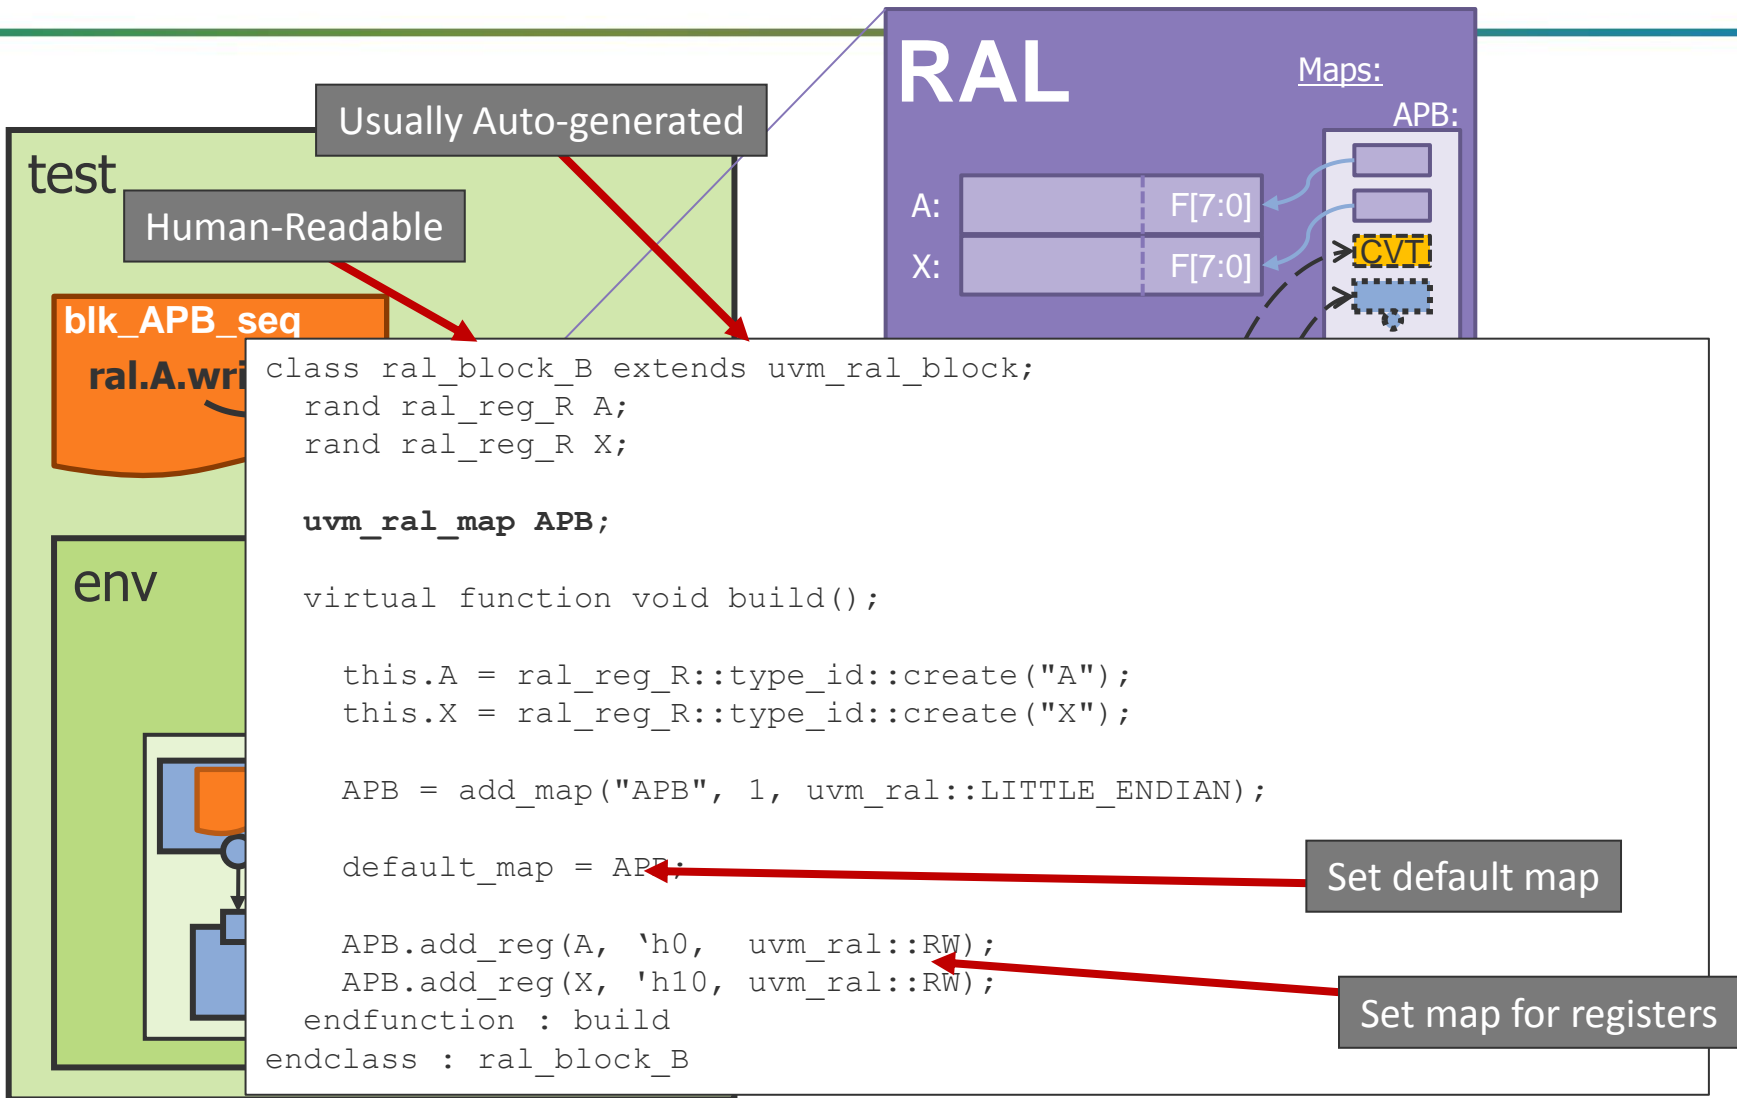 RAL
Maps:
APB:
Usually Auto-generated
test
Human-Readable
A:
F[7:0]
X:
F[7:0]
CVT
blk_APB_seq
ral.A.wri
env
class ral_block_B extends uvm_ral_block;
rand ral_reg_R A;
rand ral_reg_R X;
uvm_ral_map APB;
virtual function void build();
this.A = ral_reg_R::type_id::create("A");
this.X = ral_reg_R::type_id::create("X");
APB = add_map("APB", 1, uvm_ral::LITTLE_ENDIAN);
default_map = APB;
Set default map
APB.add_reg(A, ‘h0, uvm_ral::RW);
APB.add_reg(X, 'h10, uvm_ral::RW);
Set map for registers
endfunction : build
endclass : ral_block_B